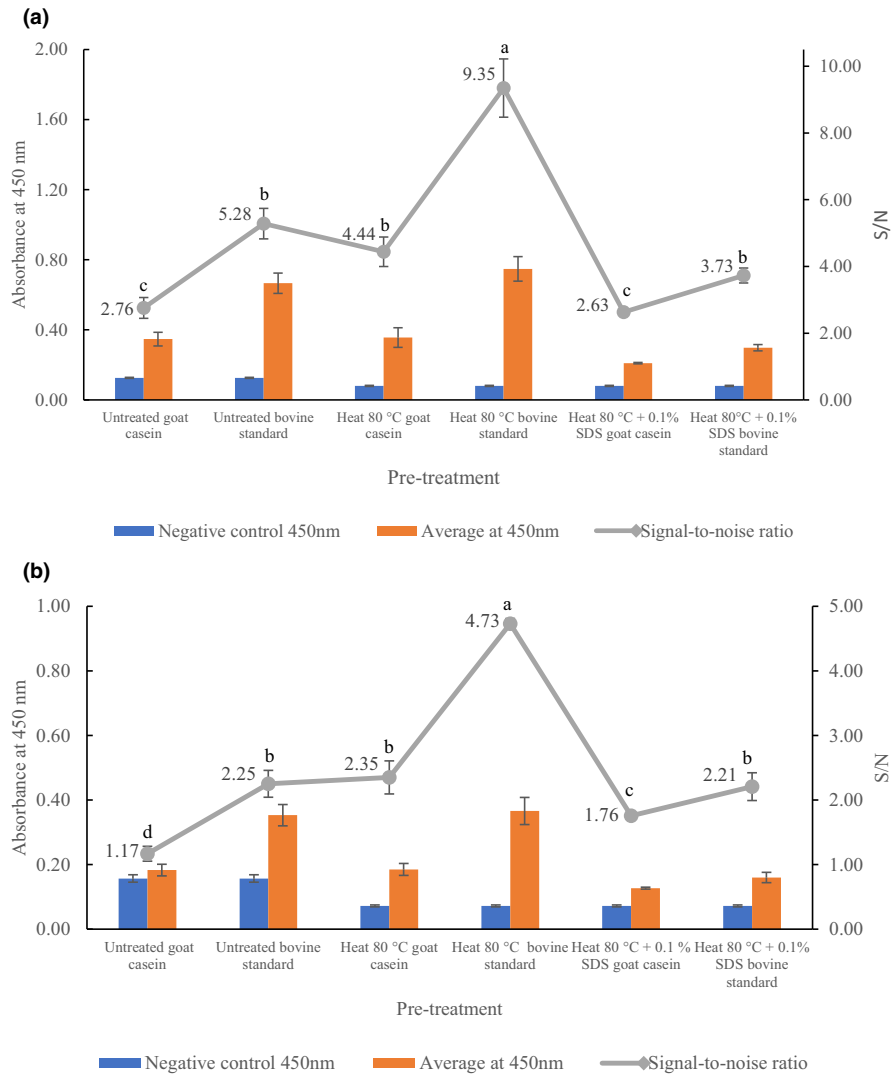 (a)
2.00
1.60
1.20
0.80
0.40
0.00
Absorbance at 450 nm
10.00
8.00
6.00
4.00
2.00
0.00
N/S
c
2.76
b
5.28
b
4.44
a
9.35
c
2.63
b
3.73
Untreated goat
casein
Untreated bovine
standard
Heat 80 °C goat
casein
Heat 80 °C bovine
standard
Heat 80 °C + 0.1%
SDS goat casein
Heat 80°C + 0.1%
SDS bovine
standard
Pre-treatment
Negative control 450nm
Average at 450nm
Signal-to-noise ratio
(b)
1.00
0.80
0.60
0.40
0.20
0.00
Absorbance at 450 nm
5.00
4.00
3.00
2.00
1.00
0.00
N/S
d
1.17
b
2.25
b
2.35
a
4.73
c
1.76
b
2.21
Untreated goat
casein
Untreated bovine
standard
Heat 80 °C goat
casein
Heat 80 °C bovine
standard
Heat 80 °C + 0.1 %
SDS goat casein
Heat 80 °C + 0.1%
SDS bovine
standard
Pre-treatment
Negative control 450nm
Average at 450nm
Signal-to-noise ratio